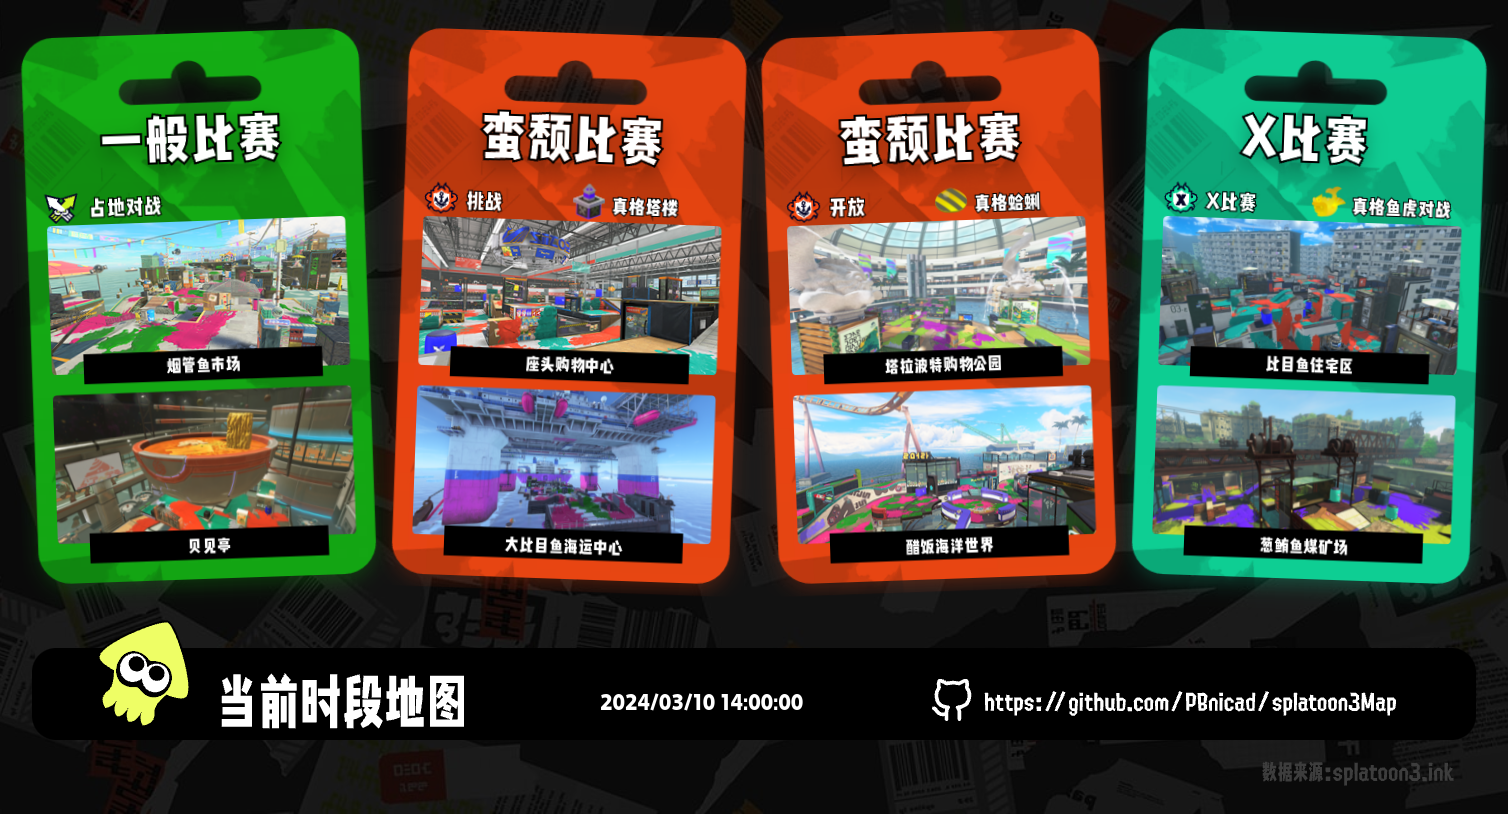 一般比赛
占地对战
烟管鱼市场
贝见亭
蛮颓比赛
挑战
真格塔楼
座头购物中心
大比目鱼海运中心
蛮颓比赛
开放
真格蛤蜊
塔拉波特购物公园
醋饭海洋世界
X比赛
X比赛
真格鱼虎对战
比目鱼住宅区
葱鲔鱼煤矿场
当前时段地图
2024/03/10 14:00:00
https://github.com/PBnicad/splatoon3Map
数据来源:splatoon3.ink